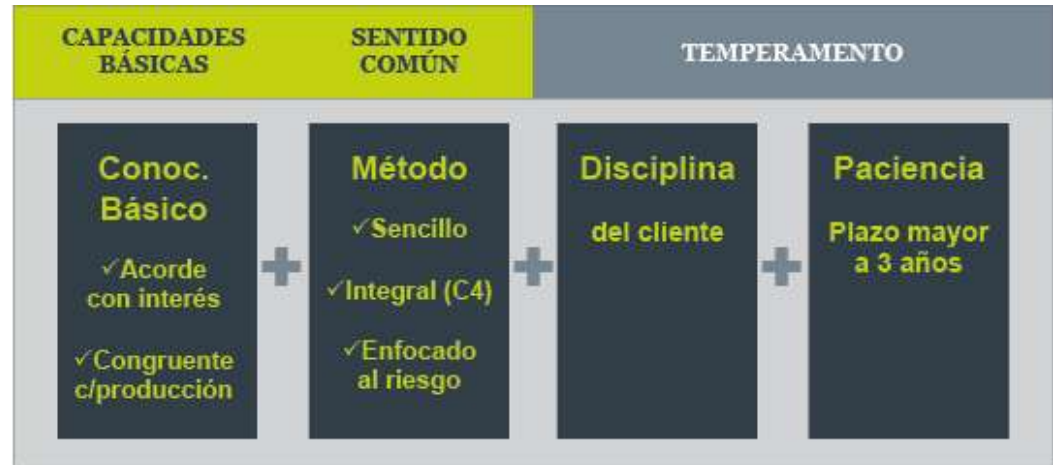 CAPACIDADES
BÁSICAS
SENTIDO
COMÚN
TEMPERAMENTO
Conoc.
Básico
✓Acorde
con interés
✓Congruente
c/producción
+
Método
✓Sencillo
✓Integral (C4)
✓Enfocado
al riesgo
+
Disciplina
del cliente
+
Paciencia
Plazo mayor
a 3 años